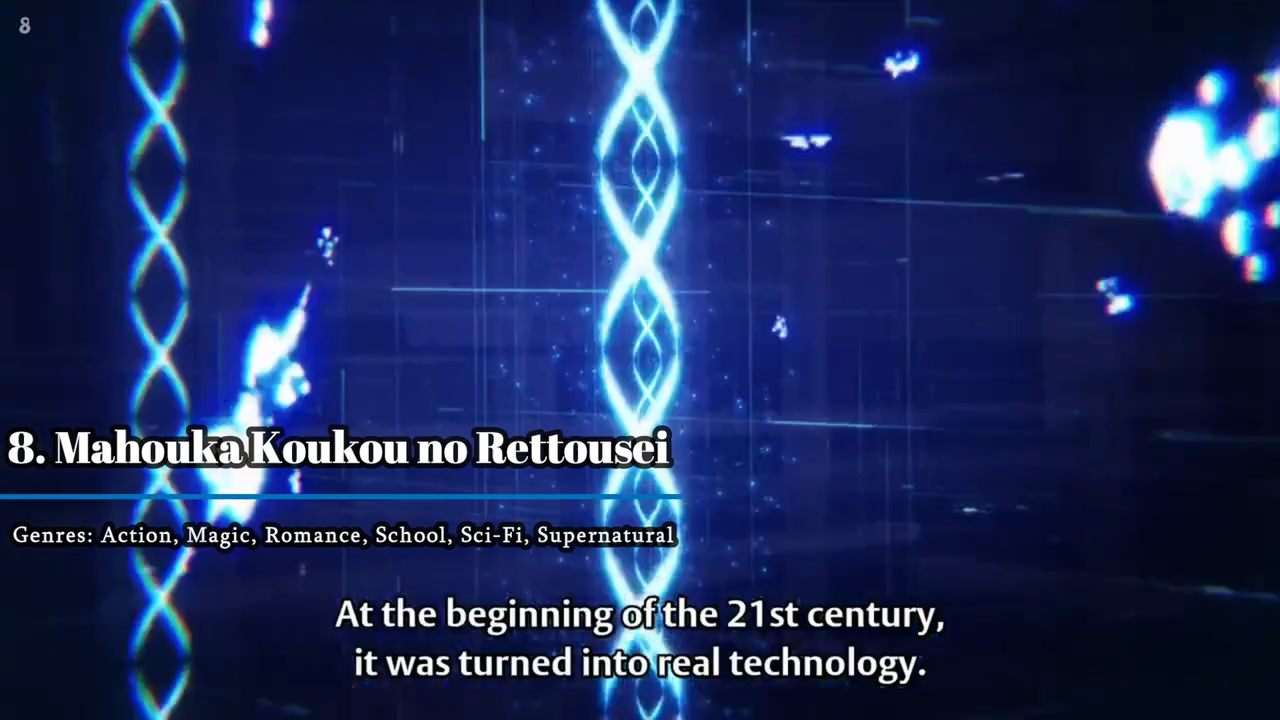 8
8. Mahouka Koukou no Rettousei
Genres: Action, Magic, Romance, School, Sci-Fi, Supernatural
At the beginning of the 21st century,
it was turned into real technology.